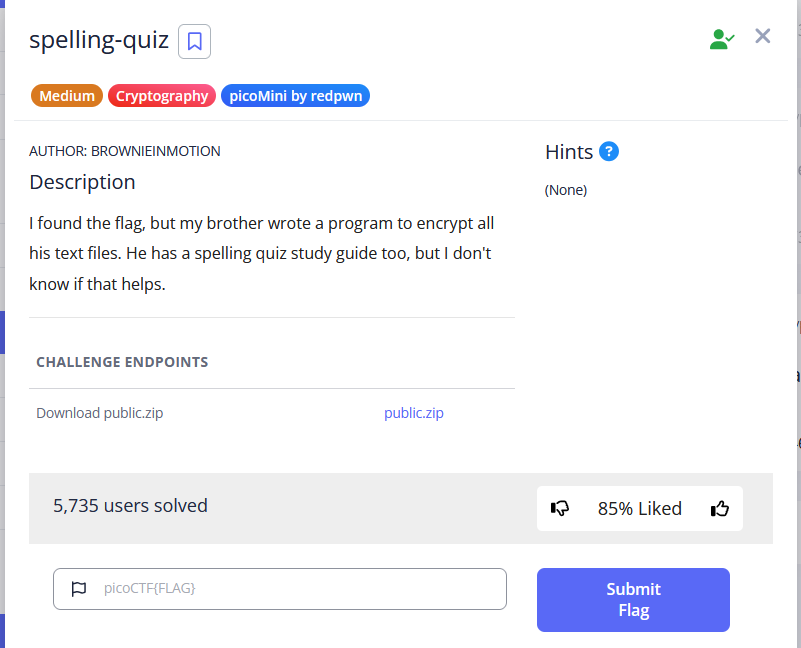 spelling-quiz
Medium Cryptography picoMini by redpwn
AUTHOR: BROWNIEINMOTION
Description
I found the flag, but my brother wrote a program to encrypt all
his text files. He has a spelling quiz study guide too, but I don't
know if that helps.
Hints ?
(None)
CHALLENGE ENDPOINTS
Download public.zip public.zip
5,735 users solved
85% Liked
picoCTF{FLAG}
Submit
Flag